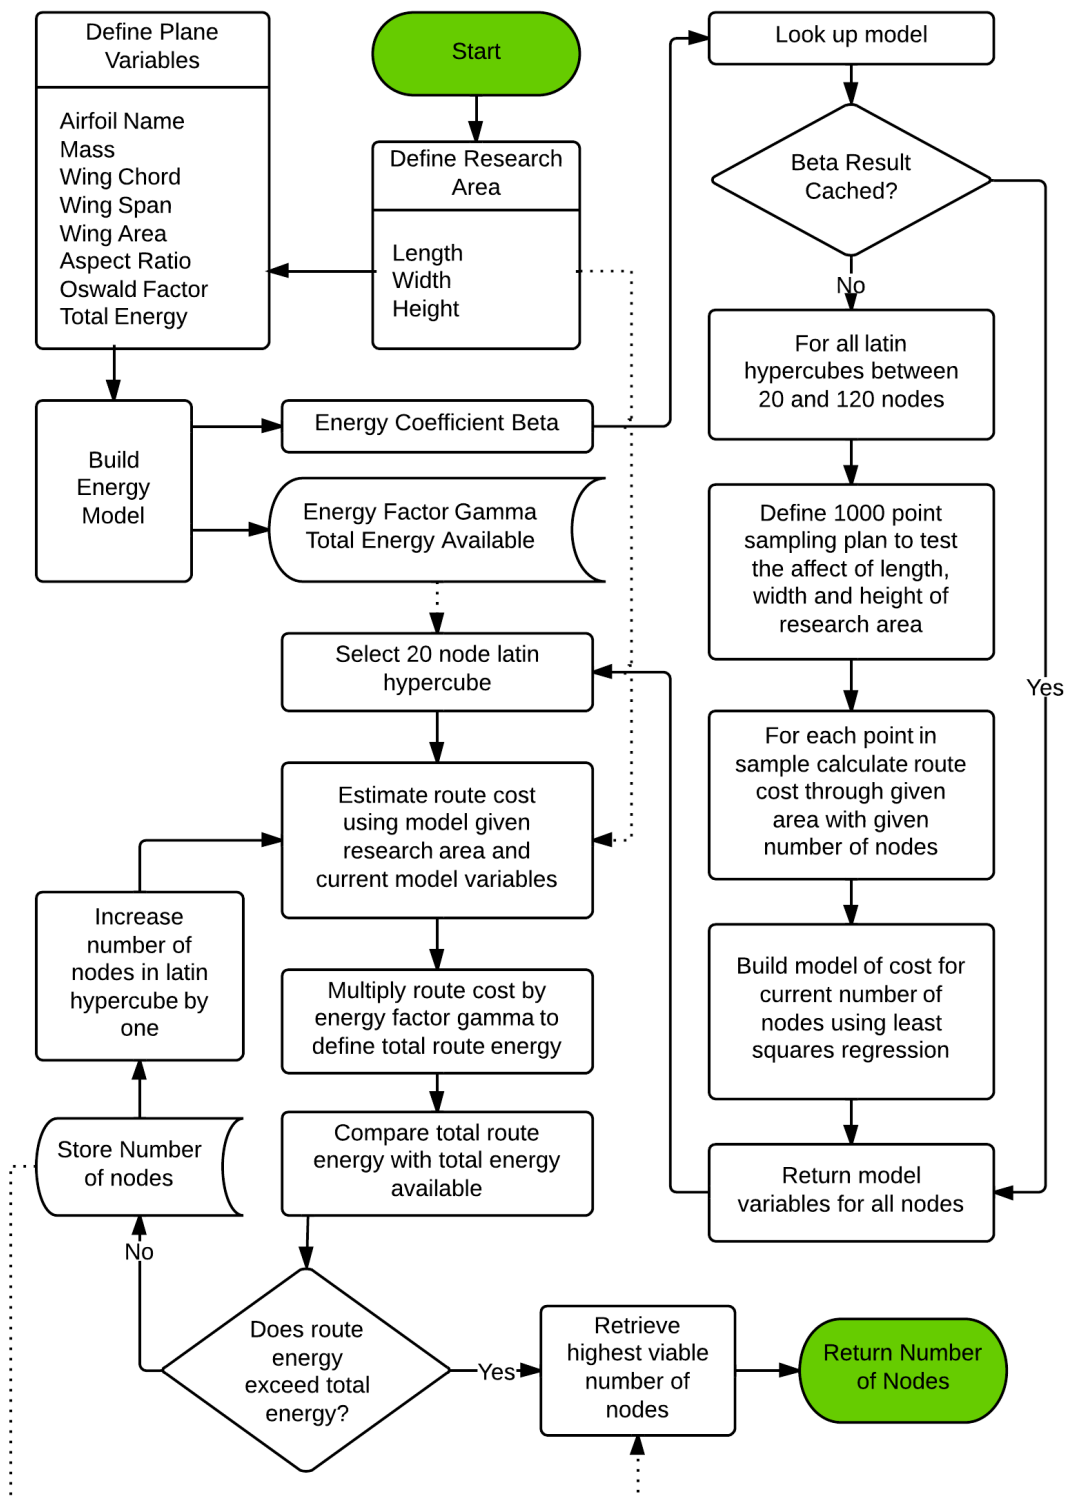 Define Plane
Variables
Airfoil Name
Mass
Wing Chord
Wing Span
Wing Area
Aspect Ratio
Oswald Factor
Total Energy
Start
Define Research
Area
Length
Width
Height
Build
Energy
Model
Energy Coefficient Beta
Energy Factor Gamma
Total Energy Available
Look up model
Beta Result
Cached?
No
Yes
For all latin
hypercubes between
20 and 120 nodes
Define 1000 point
sampling plan to test
the affect of length,
width and height of
research area
For each point in
sample calculate route
cost through given
area with given
number of nodes
Build model of cost for
current number of
nodes using least
squares regression
Return model
variables for all nodes
Select 20 node latin
hypercube
Estimate route cost
using model given
research area and
current model variables
Multiply route cost by
energy factor gamma to
define total route energy
Compare total route
energy with total energy
available
Does route
energy
exceed total
energy?
No
Store Number
of nodes
Increase
number of
nodes in latin
hypercube by
one
Yes
Retrieve
highest viable
number of
nodes
Return Number
of Nodes